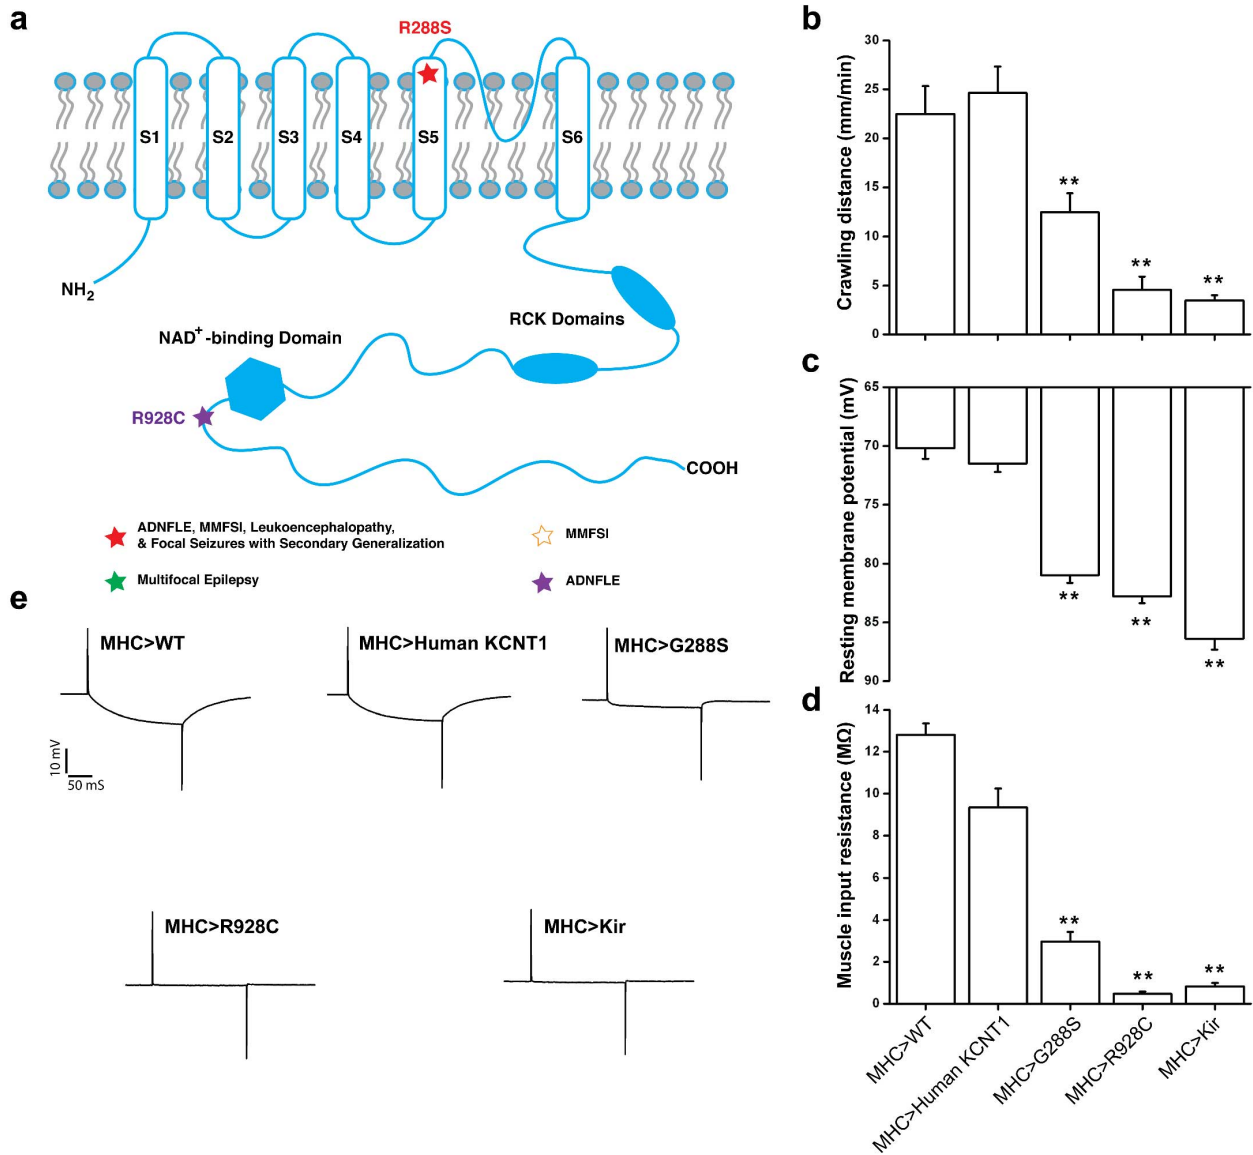 a
R288S
S1
S2
S3
S4
S5
S6
NH2
RCK Domains
NAD+-binding Domain
R928C
COOH
ADNFLE, MMFSI, Leukoencephalopathy,
& Focal Seizures with Secondary Generalization
MMFSI
Multifocal Epilepsy
ADNFLE
b
Crawling distance (mm/min)
30
25
20
15
10
5
0
**
**
**
c
Resting membrane potential (mV)
65
70
75
80
85
90
**
**
**
d
Muscle input resistance (MΩ)
14
12
10
8
6
4
2
0
**
**
**
MHC>WT
MHC>Human KCNT1
MHC>G288S
MHC>R928C
MHC>Kir
e
MHC>WT
MHC>Human KCNT1
MHC>G288S
10 mV
50 mS
MHC>R928C
MHC>Kir